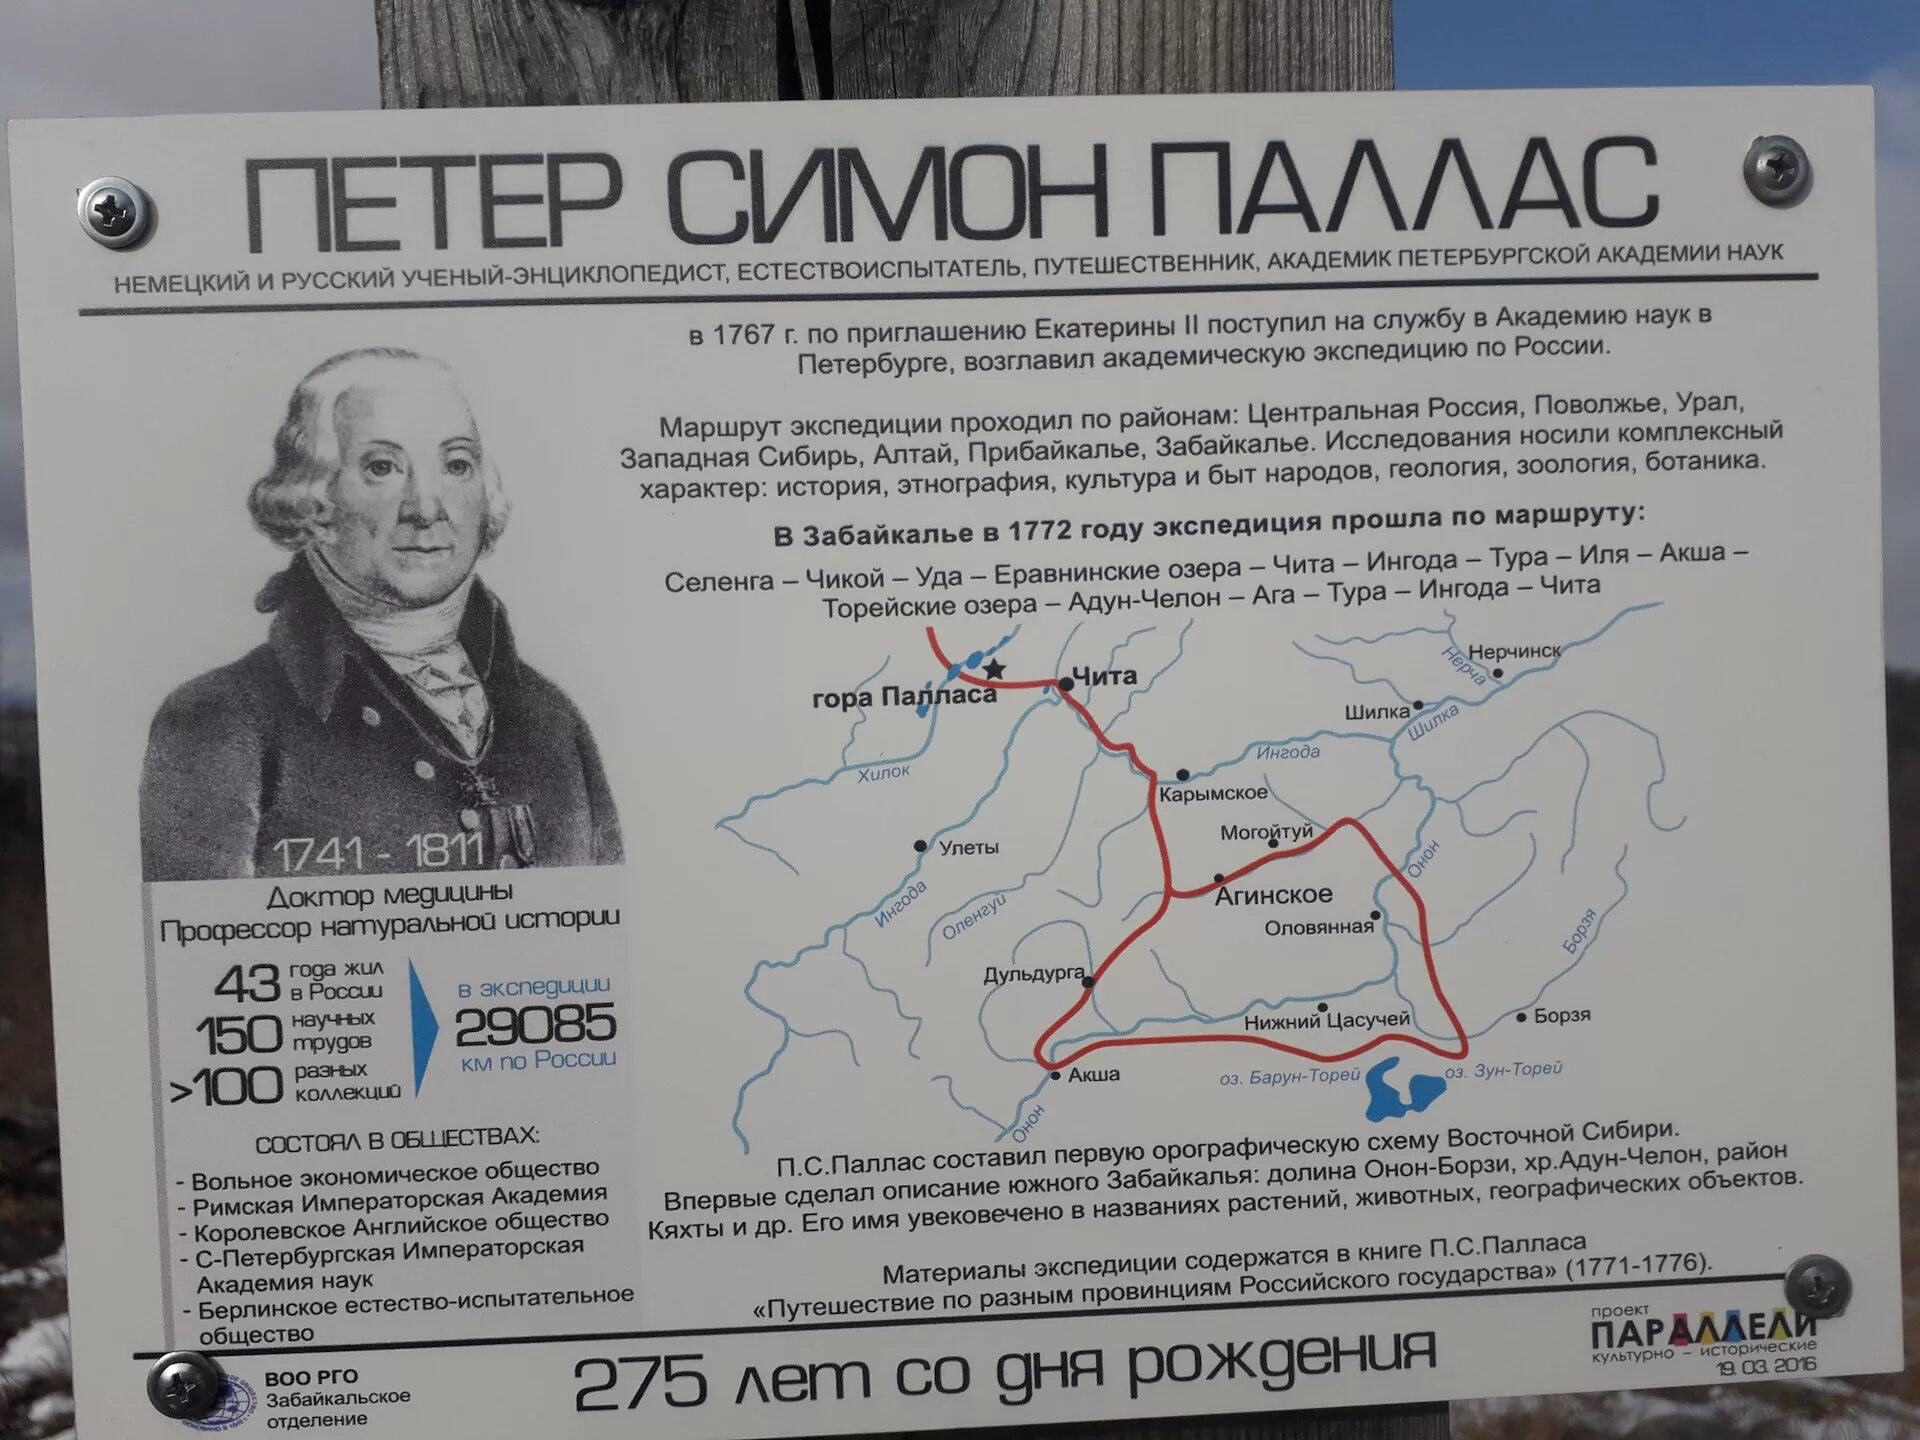 ПЕТЕР СИМОН ПАЛЛАС
НЕМЕЦКИЙ И РУССКИЙ УЧЕНЫЙ-ЭНЦИКЛОПЕДИСТ, ЕСТЕСТВОИСПЫТАТЕЛЬ, ПУТЕШЕСТВЕННИК, АКАДЕМИК ПЕТЕРБУРГСКОЙ АКАДЕМИИ НАУК
в 1767 г. по приглашению Екатерины II поступил на службу в Академию наук в
Петербурге, возглавил академическую экспедицию по России.
Маршрут экспедиции проходил по районам: Центральная Россия, Поволжье, Урал,
Западная Сибирь, Алтай, Прибайкалье, Забайкалье. Исследования носили комплексный
характер: история, этнография, культура и быт народов, геология, зоология, ботаника.
В Забайкалье в 1772 году экспедиция прошла по маршруту:
Селенга – Чикой – Уда – Еравнинские озера – Чита – Ингода – Тура – Иля – Акша –
Торейские озера – Адун-Челон – Ага – Тура – Ингода – Чита
гора Палласа
Чита
Нерчинск
Нерча
Шилка
Шилка
Ингода
Хилок
Карымское
Могойтуй
Улеты
Агинское
Онон
Ингода
Оленгуй
Оловянная
Борзя
Дульдурга
Нижний Цасучей
Борзя
Акша
оз. Барун-Торей
оз. Зун-Торей
Онон
1741 - 1811
Доктор медицины
Профессор натуральной истории
43 года жил
в России
150 научных
трудов
>100 разных
коллекций
в экспедиции
29085
км по России
СОСТОЯЛ В ОБЩЕСТВАХ:
- Вольное экономическое общество
- Римская Императорская Академия
- Королевское Английское общество
- С-Петербургская Императорская
Академия наук
- Берлинское естество-испытательное
общество
П.С.Паллас составил первую орографическую схему Восточной Сибири.
Впервые сделал описание южного Забайкалья: долина Онон-Борзи, хр.Адун-Челон, район
Кяхты и др. Его имя увековечено в названиях растений, животных, географических объектов.
Материалы экспедиции содержатся в книге П.С.Палласа
«Путешествие по разным провинциям Российского государства» (1771-1776).
ВОО РГО
Забайкальское
отделение
275 лет со дня рождения
проект
ПАРАЛЛЕЛИ
культурно – исторические
19. 03. 2016